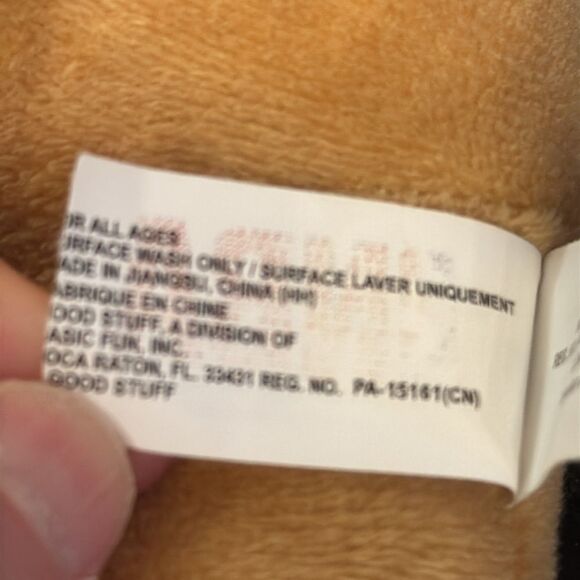 R ALL AGES
URFACE WASH ONLY / SURFACE LAVER UNIQUEMENT
ADE IN JIANGSU, CHINA (HH)
ABRIQUE EN CHINE
OOD STUFF, A DIVISION OF
ASIC FUN, INC.
OCA RATON, FL. 33431 REG. NO. PA-15161(CN)
GOOD STUFF